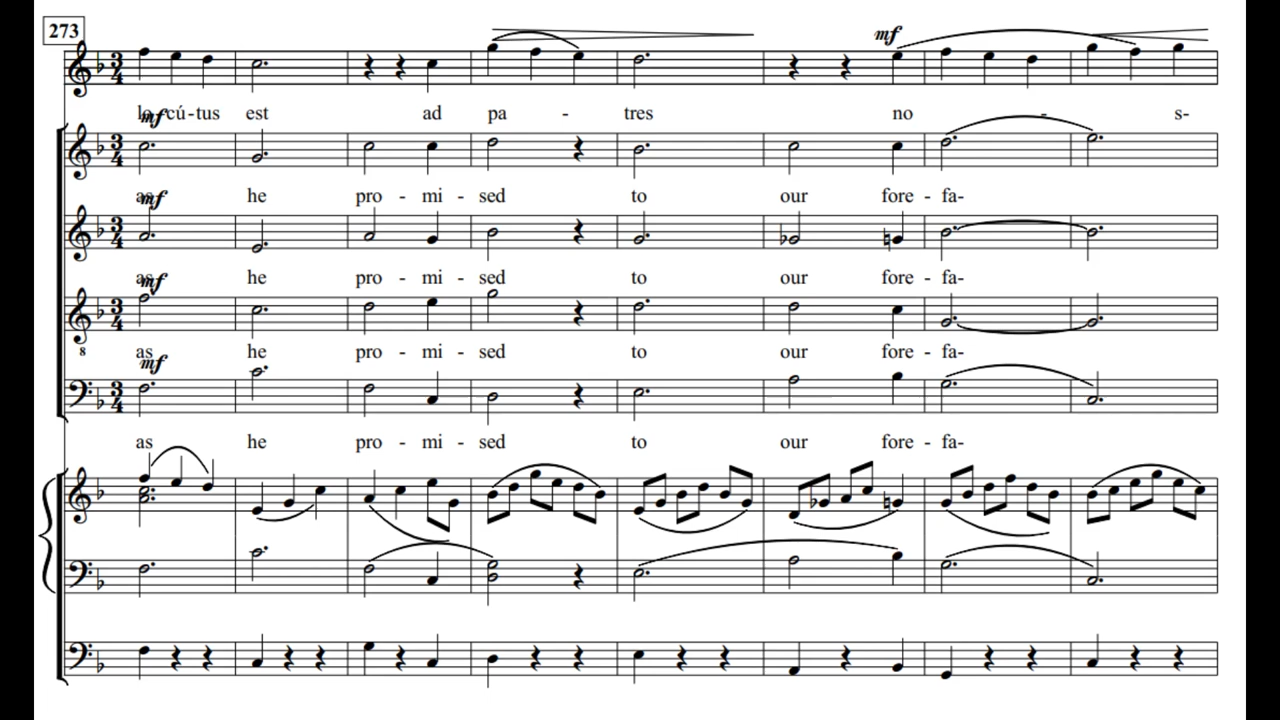 273
mf
lo-cú-tus est ad pa - tres no - s-
mf
as he pro - mi - sed to our fore - fa-
mf
as he pro - mi - sed to our fore - fa-
mf
8
as he pro - mi - sed to our fore - fa-
mf
as he pro - mi - sed to our fore - fa-